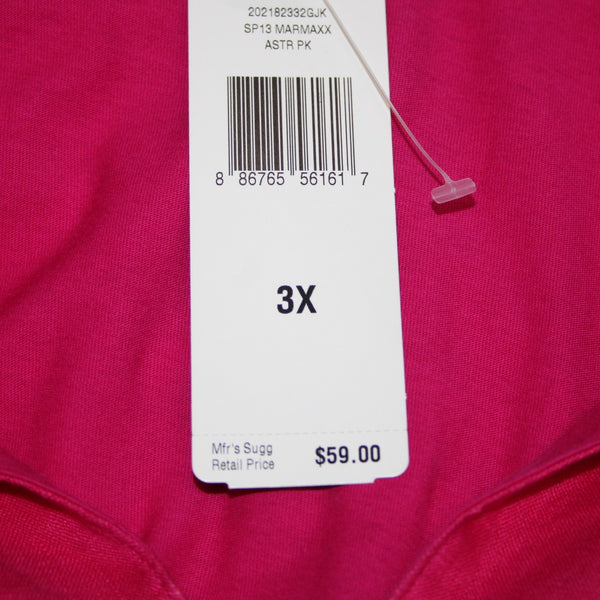 202182332GJK
SP13 MARMAXX
ASTR PK
8 86765 56161 7
3X
Mfr's Sugg
Retail Price $59.00